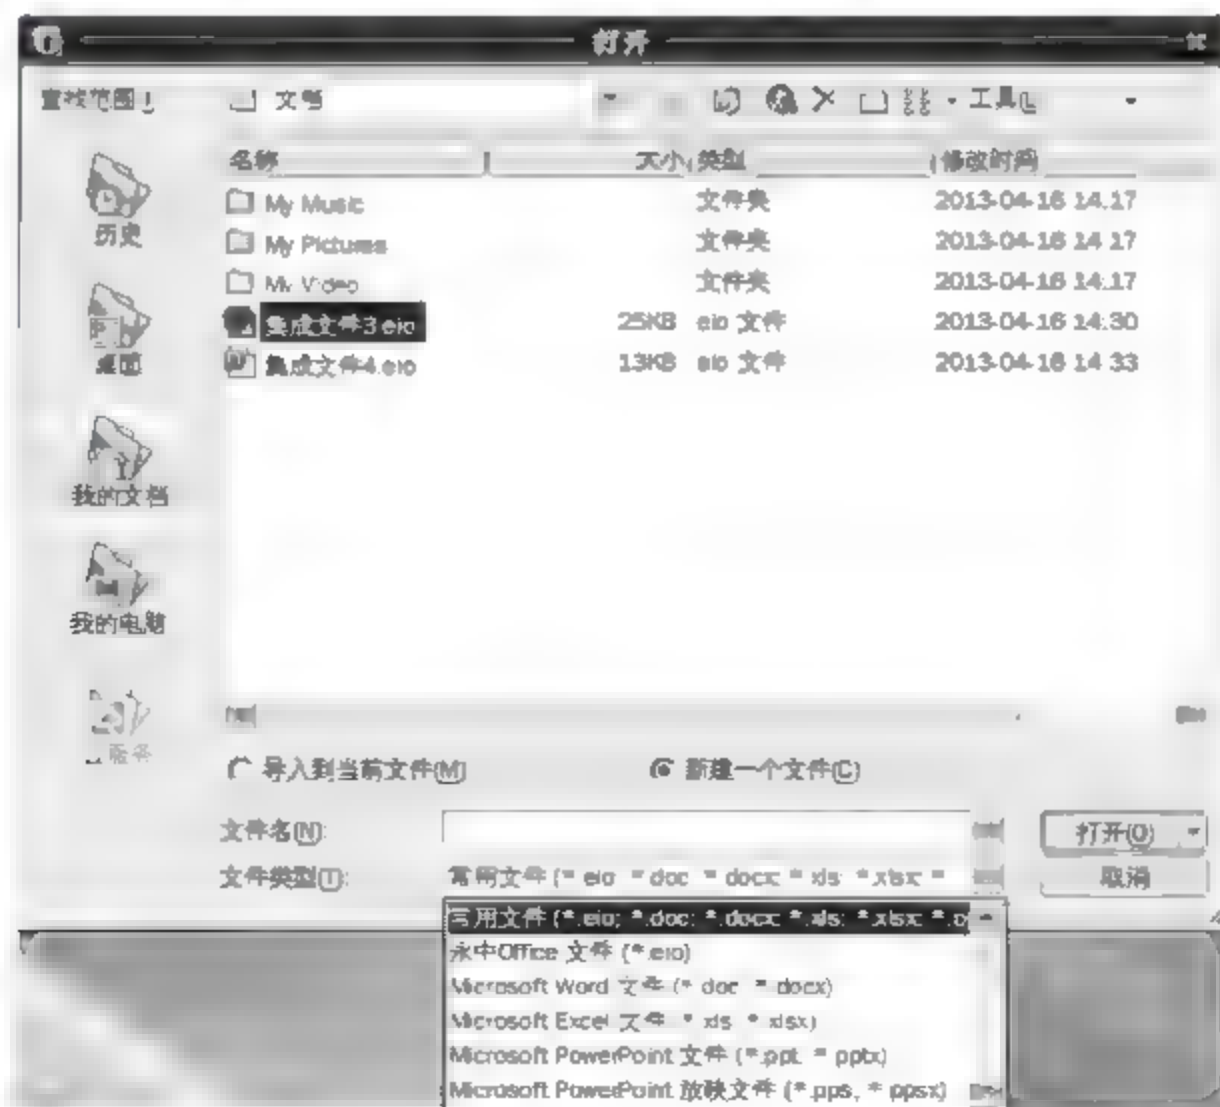 打开
查找范围I 文档 工具L
名称 大小 类型 修改时间
My Music 文件夹 2013-04-16 14:17
My Pictures 文件夹 2013-04-16 14:17
My Video 文件夹 2013-04-16 14:17
集成文件3.eio 25KB eio 文件 2013-04-16 14:30
集成文件4.eio 13KB eio 文件 2013-04-16 14:33
历史
桌面
我的文档
我的电脑
服务
导入到当前文件(M) 新建一个文件(C)
文件名(N): 打开(O)
文件类型(T): 常用文件 (*.eio; *.doc; *.docx; *.xls; *.xlsx; * 取消
常用文件 (*.eio; *.doc; *.docx; *.xls; *.xlsx; *.c
永中Office 文件 (*.eio)
Microsoft Word 文件 (*.doc; *.docx)
Microsoft Excel 文件 (*.xls; *.xlsx)
Microsoft PowerPoint 文件 (*.ppt, *.pptx)
Microsoft PowerPoint 放映文件 (*.pps, *.ppsx)